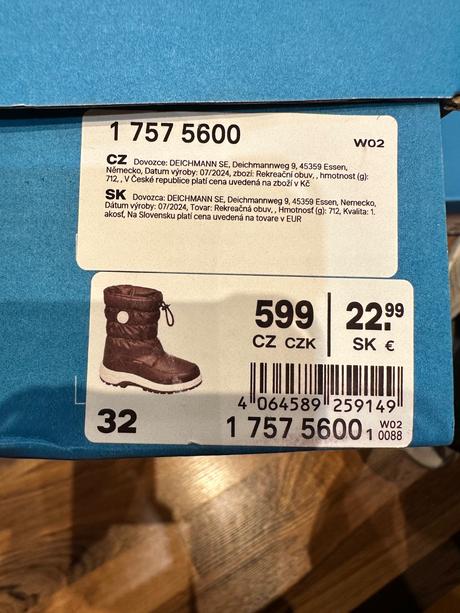 1 757 5600
W02
CZ Dovozce: DEICHMANN SE, Deichmannweg 9, 45359 Essen,
Německo, Datum výroby: 07/2024, zbozi: Rekreační obuv, , hmotnost (g):
712, , V České republice platí cena uvedená na zboží v Kč
SK Dovozca: DEICHMANN SE, Deichmannweg 9, 45359 Essen, Nemecko,
Dátum výroby: 07/2024, Tovar: Rekreačná obuv, , Hmotnosť (g): 712, Kvalita: 1.
akosť, Na Slovensku platí cena uvedená na tovare v EUR
599 22.99
CZ CZK SK €
4 064589 259149
32
1 757 5600 1 W02
0088